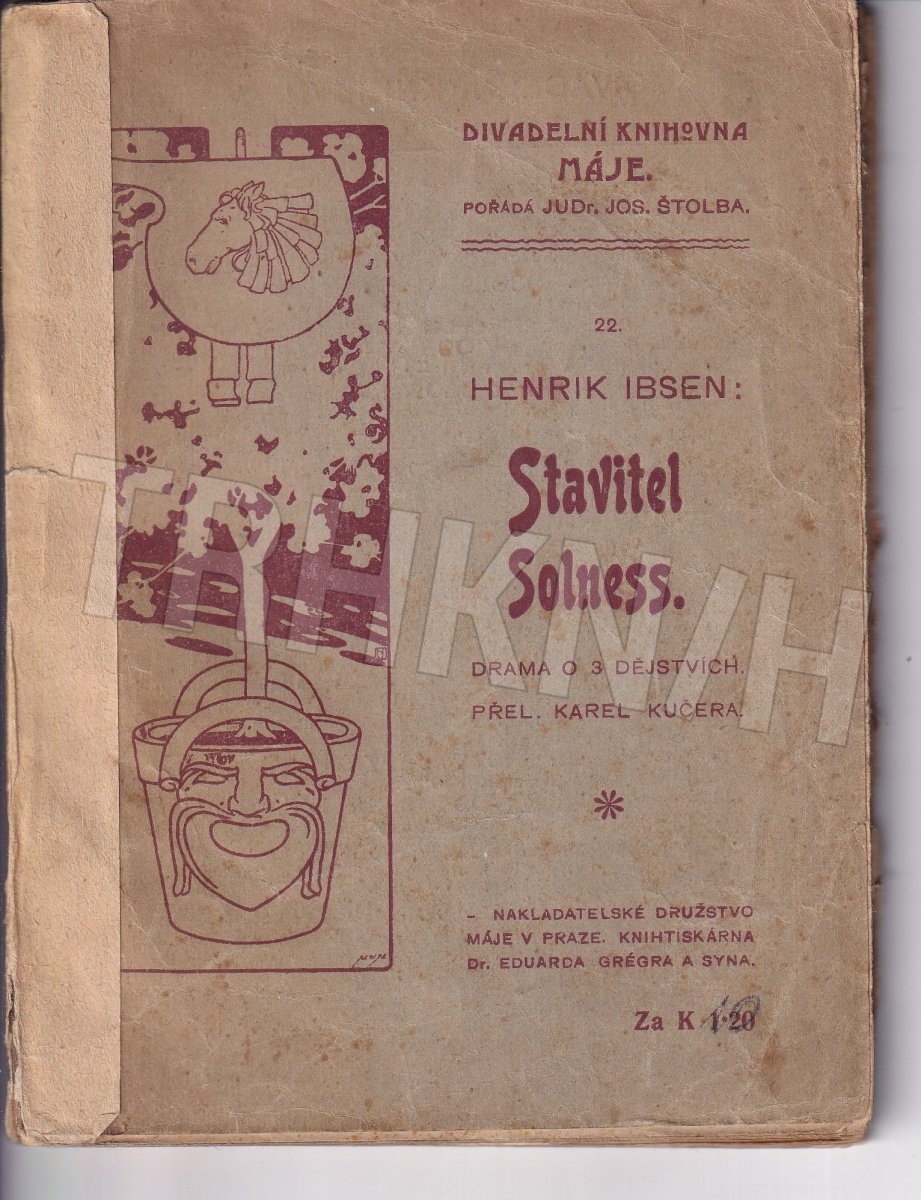 DIVADELNÍ KNIHOVNA
MÁJE.
POŘÁDÁ JUDr. JOS. ŠTOLBA.
22.
HENRIK IBSEN:
Stavitel
Solness.
DRAMA O 3 DĚJSTVÍCH.
PŘEL. KAREL KUČERA.
– NAKLADATELSKÉ DRUŽSTVO
MÁJE V PRAZE. KNIHTISKÁRNA
Dr. EDUARDA GRÉGRA A SYNA.
Za K 1·20
TRHKNIH